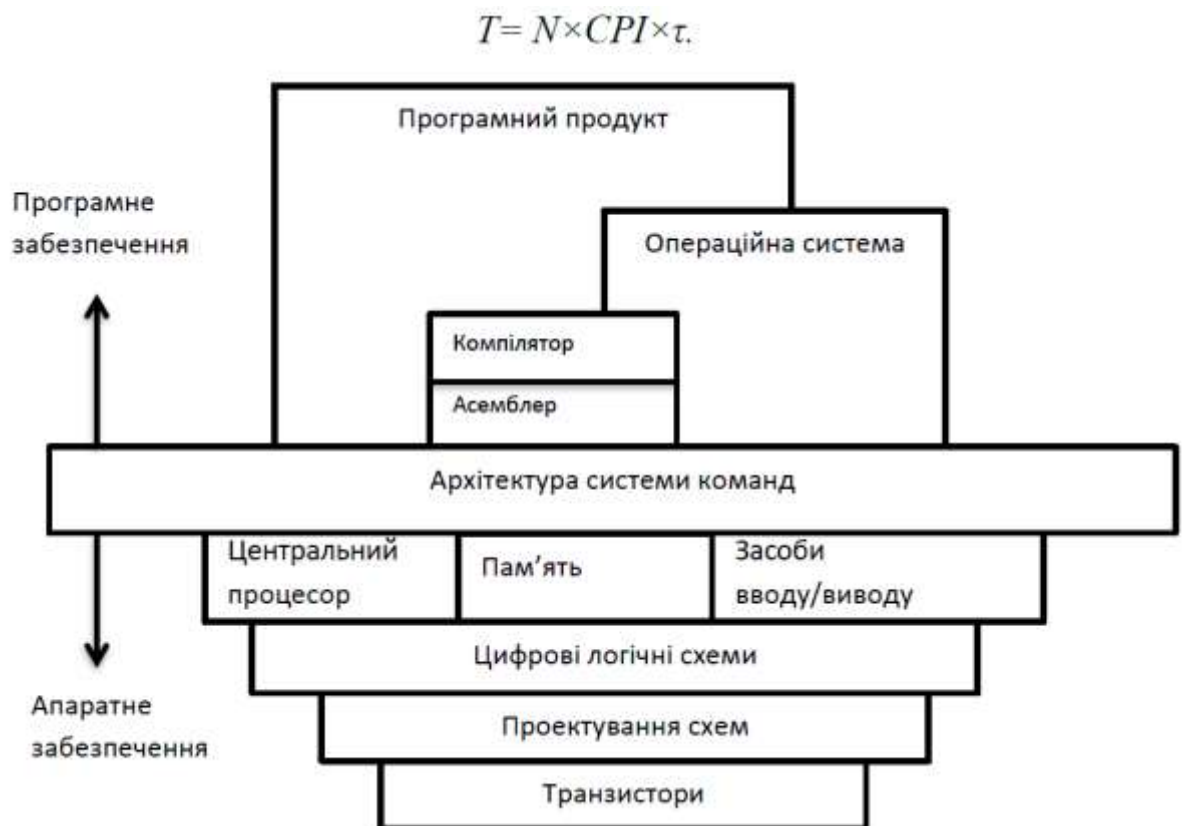 T= N×CPI×τ.
Програмний продукт
Програмне
забезпечення
Операційна система
Компілятор
Асемблер
Архітектура системи команд
Центральний
процесор
Пам’ять
Засоби
вводу/виводу
Цифрові логічні схеми
Апаратне
забезпечення
Проектування схем
Транзистори